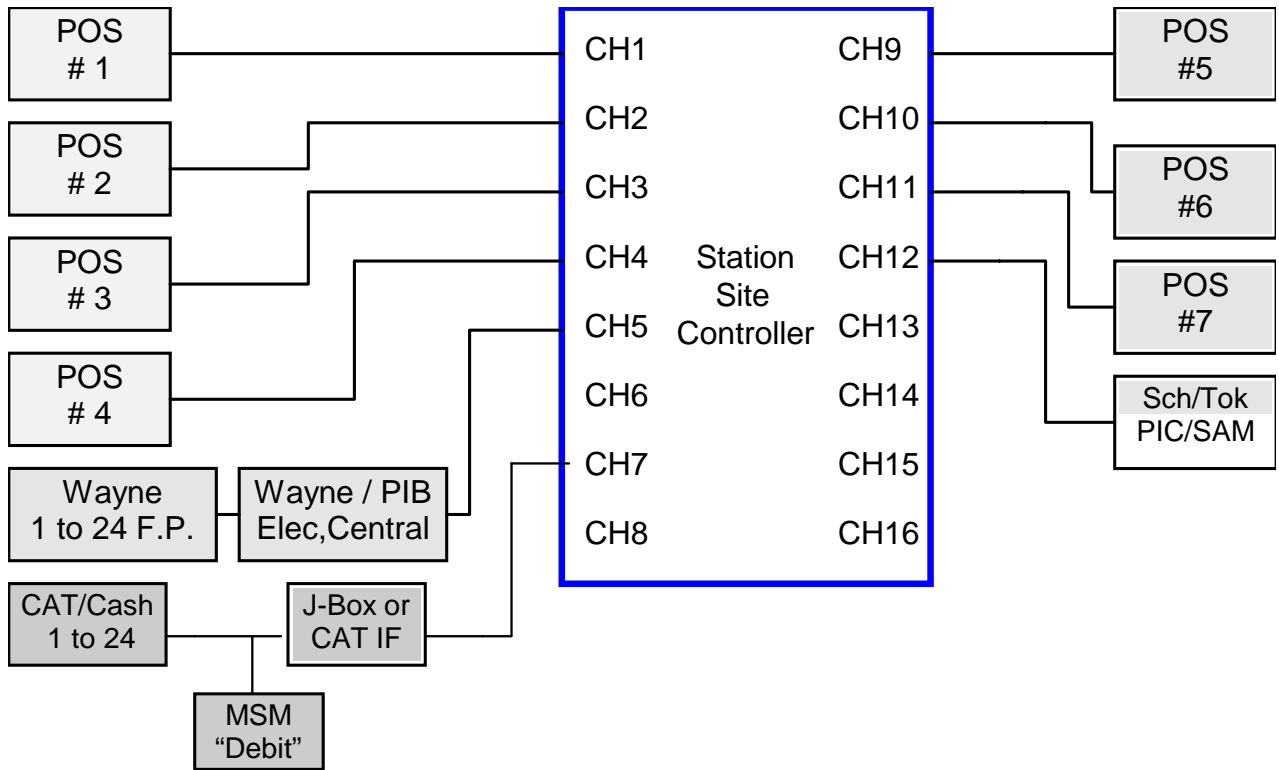 POS
# 1
POS
# 2
POS
# 3
POS
# 4
Wayne
1 to 24 F.P.
Wayne / PIB
Elec,Central
CAT/Cash
1 to 24
J-Box or
CAT IF
MSM
“Debit”
CH1
CH2
CH3
CH4
CH5
CH6
CH7
CH8
Station
Site
Controller
CH9
CH10
CH11
CH12
CH13
CH14
CH15
CH16
POS
#5
POS
#6
POS
#7
Sch/Tok
PIC/SAM